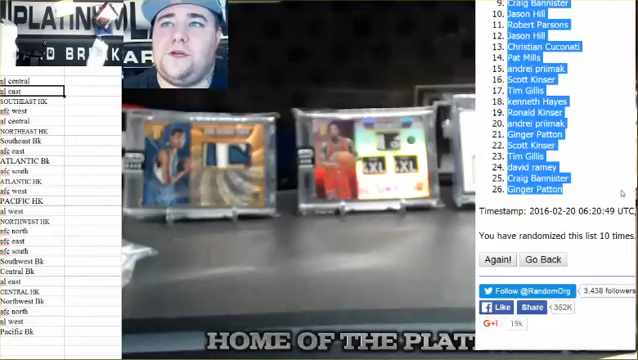 PLATINUM
nl central
nl east
SOUTHEAST HK
afc west
nl central
NORTHEAST HK
Southeast Bk
afc east
ATLANTIC Bk
afc south
ATLANTIC HK
afc west
PACIFIC HK
al west
NORTHWEST HK
afc north
afc east
afc south
Southwest Bk
Central Bk
al east
CENTRAL HK
Northwest Bk
afc north
al west
Pacific Bk
HOME OF THE PLAT
9. Craig Bannister
10. Jason Hill
11. Robert Parsons
12. Jason Hill
13. Christian Cuconati
14. Pat Mills
15. andrei priimak
16. Scott Kinser
17. Tim Gillis
18. kenneth Hayes
19. Ronald Kinser
20. andrei priimak
21. Ginger Patton
22. Scott Kinser
23. Tim Gillis
24. david ramey
25. Craig Bannister
26. Ginger Patton
Timestamp: 2016-02-20 06:20:49 UTC
You have randomized this list 10 times.
Again! Go Back
Follow @RandomOrg 3,438 followers
Like Share 352K
G+1 19k